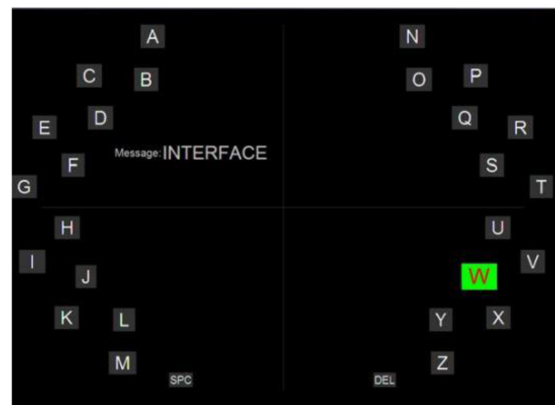 A N
C B O P
E D Q R
F S
Message: INTERFACE
G T
H U
I V
J W
K L Y X
M Z
SPC DEL